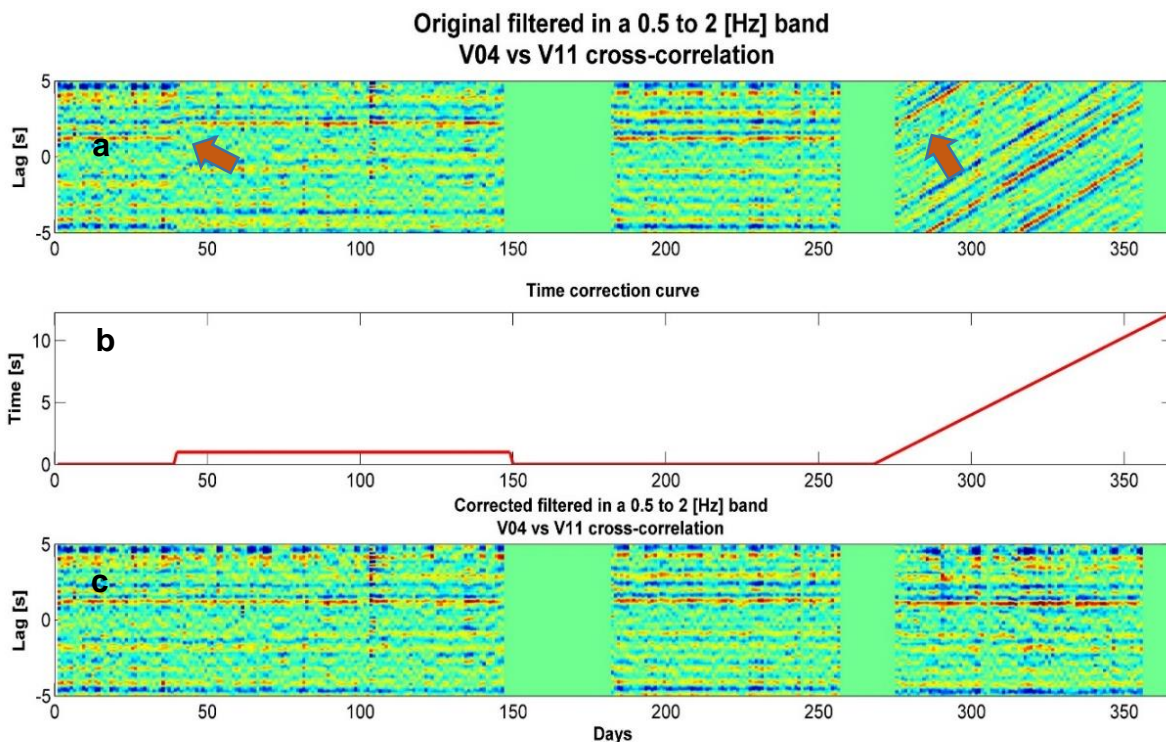 Original filtered in a 0.5 to 2 [Hz] band
V04 vs V11 cross-correlation
5
0
-5
Lag [s]
a
0 50 100 150 200 250 300 350
Time correction curve
10
5
0
Time [s]
b
0 50 100 150 200 250 300 350
Corrected filtered in a 0.5 to 2 [Hz] band
V04 vs V11 cross-correlation
5
0
-5
Lag [s]
c
0 50 100 150 200 250 300 350
Days